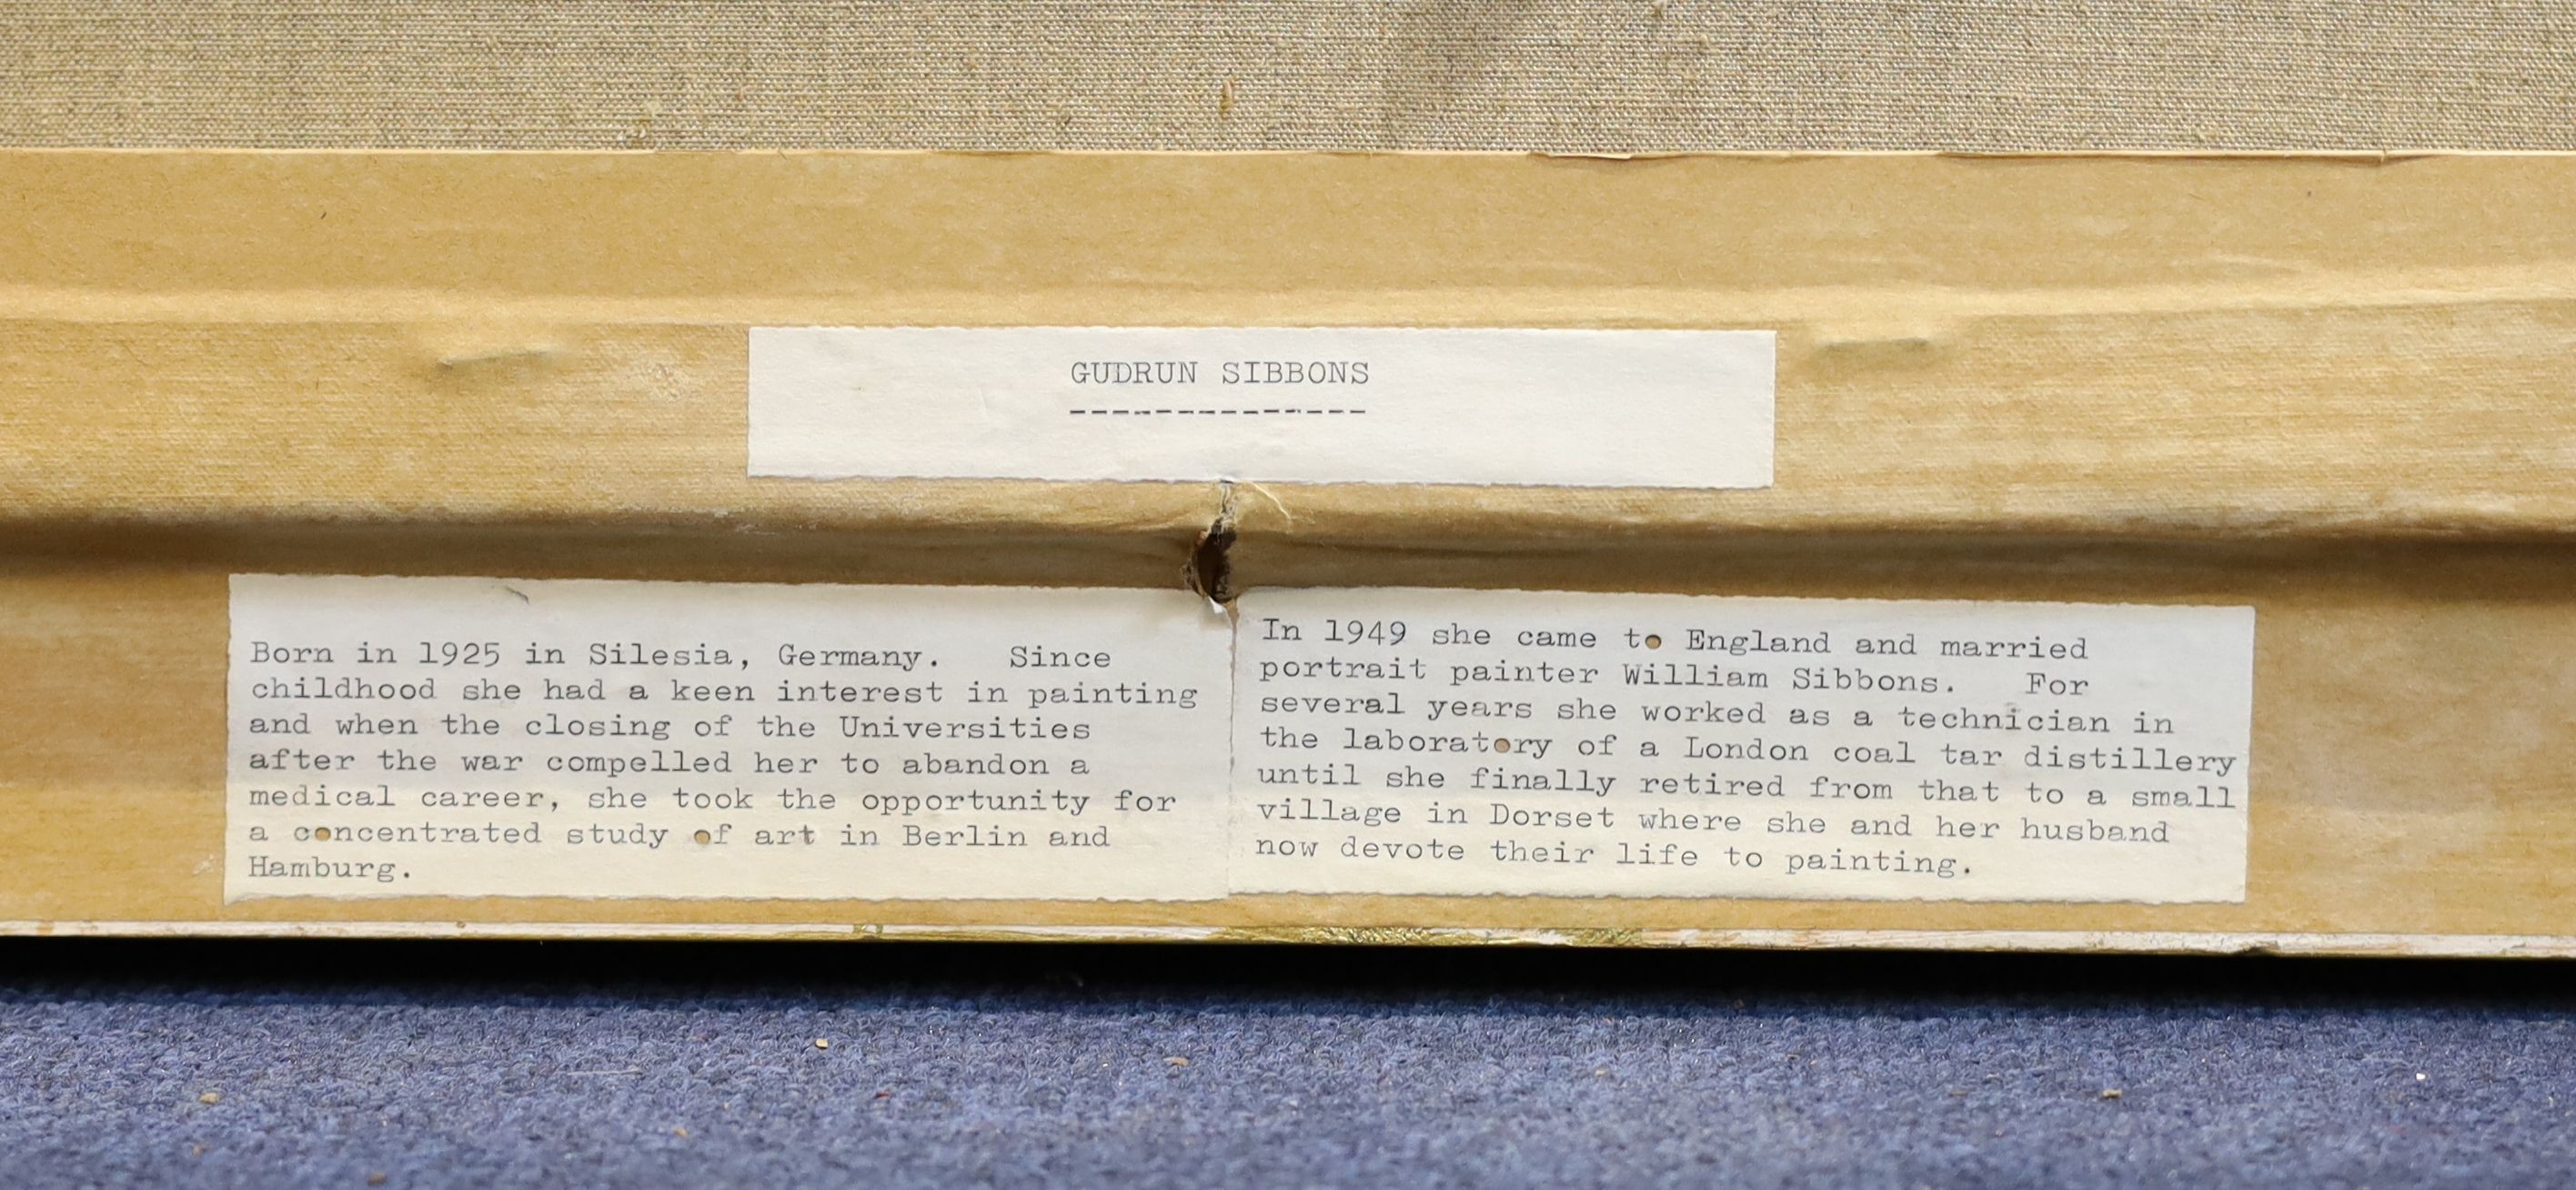 GUDRUN SIBBONS
--------------
Born in 1925 in Silesia, Germany.   Since
childhood she had a keen interest in painting
and when the closing of the Universities
after the war compelled her to abandon a
medical career, she took the opportunity for
a concentrated study of art in Berlin and
Hamburg.
In 1949 she came to England and married
portrait painter William Sibbons.   For
several years she worked as a technician in
the laboratory of a London coal tar distillery
until she finally retired from that to a small
village in Dorset where she and her husband
now devote their life to painting.